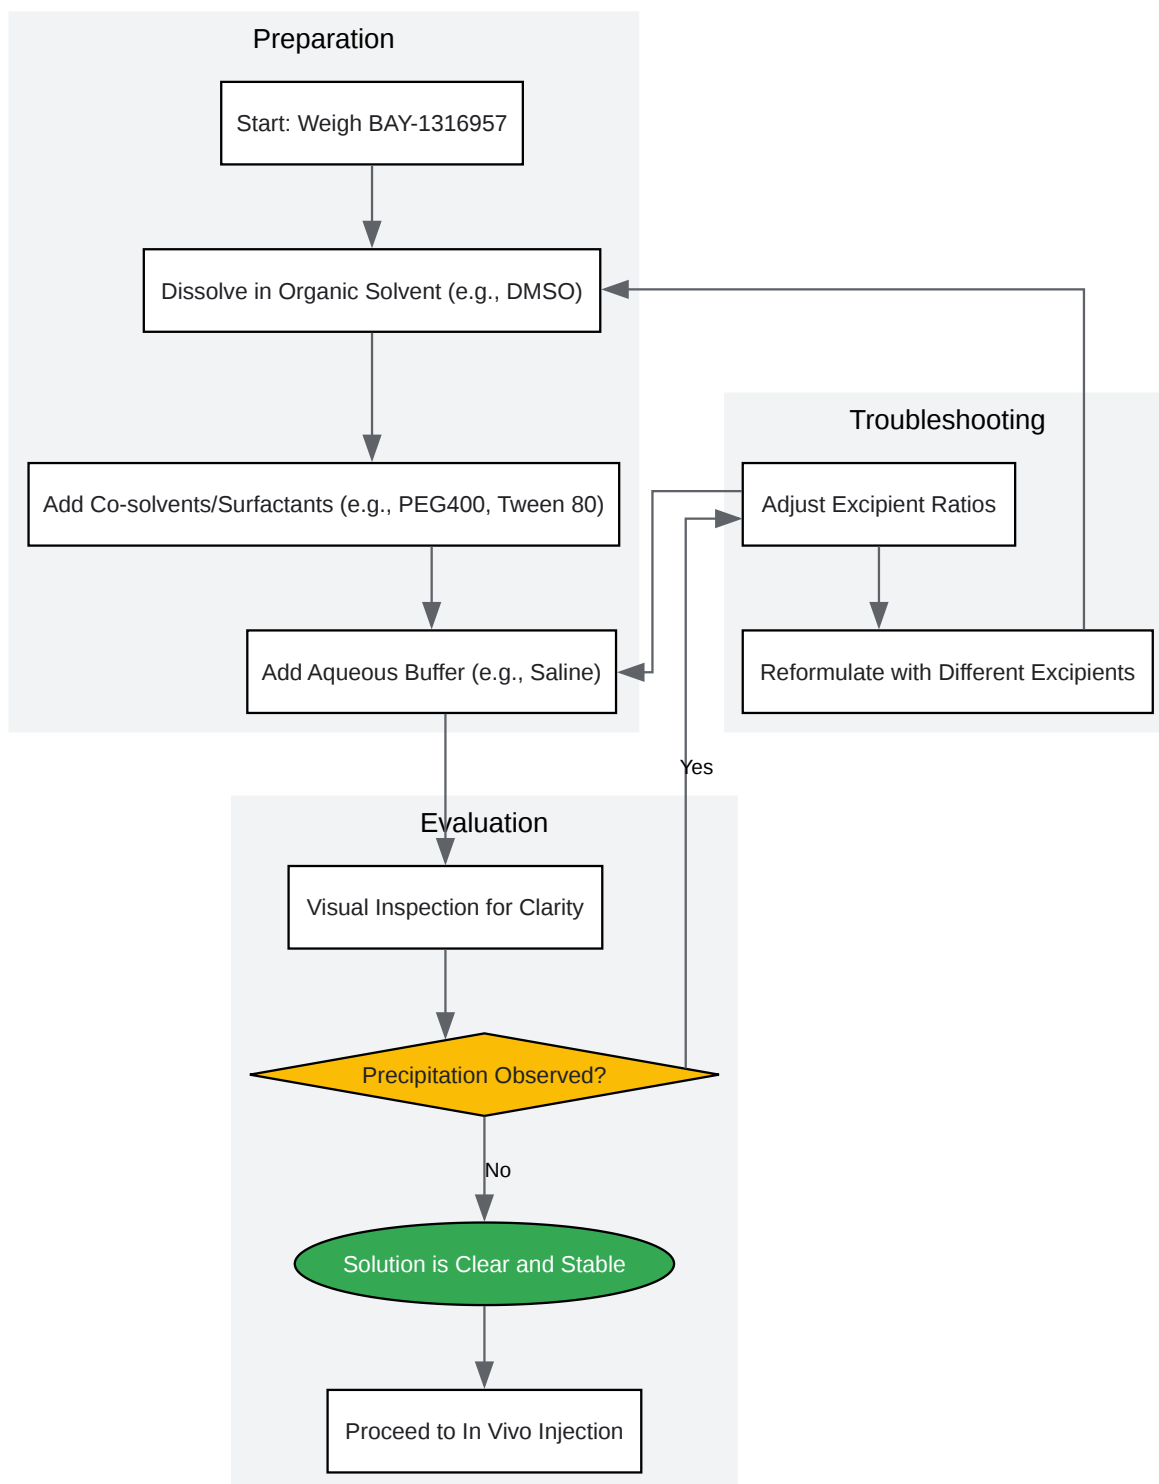 Preparation
Start: Weigh BAY-1316957
Dissolve in Organic Solvent (e.g., DMSO)
Add Co-solvents/Surfactants (e.g., PEG400, Tween 80)
Add Aqueous Buffer (e.g., Saline)
Troubleshooting
Adjust Excipient Ratios
Reformulate with Different Excipients
Yes
Evaluation
Visual Inspection for Clarity
Precipitation Observed?
No
Solution is Clear and Stable
Proceed to In Vivo Injection